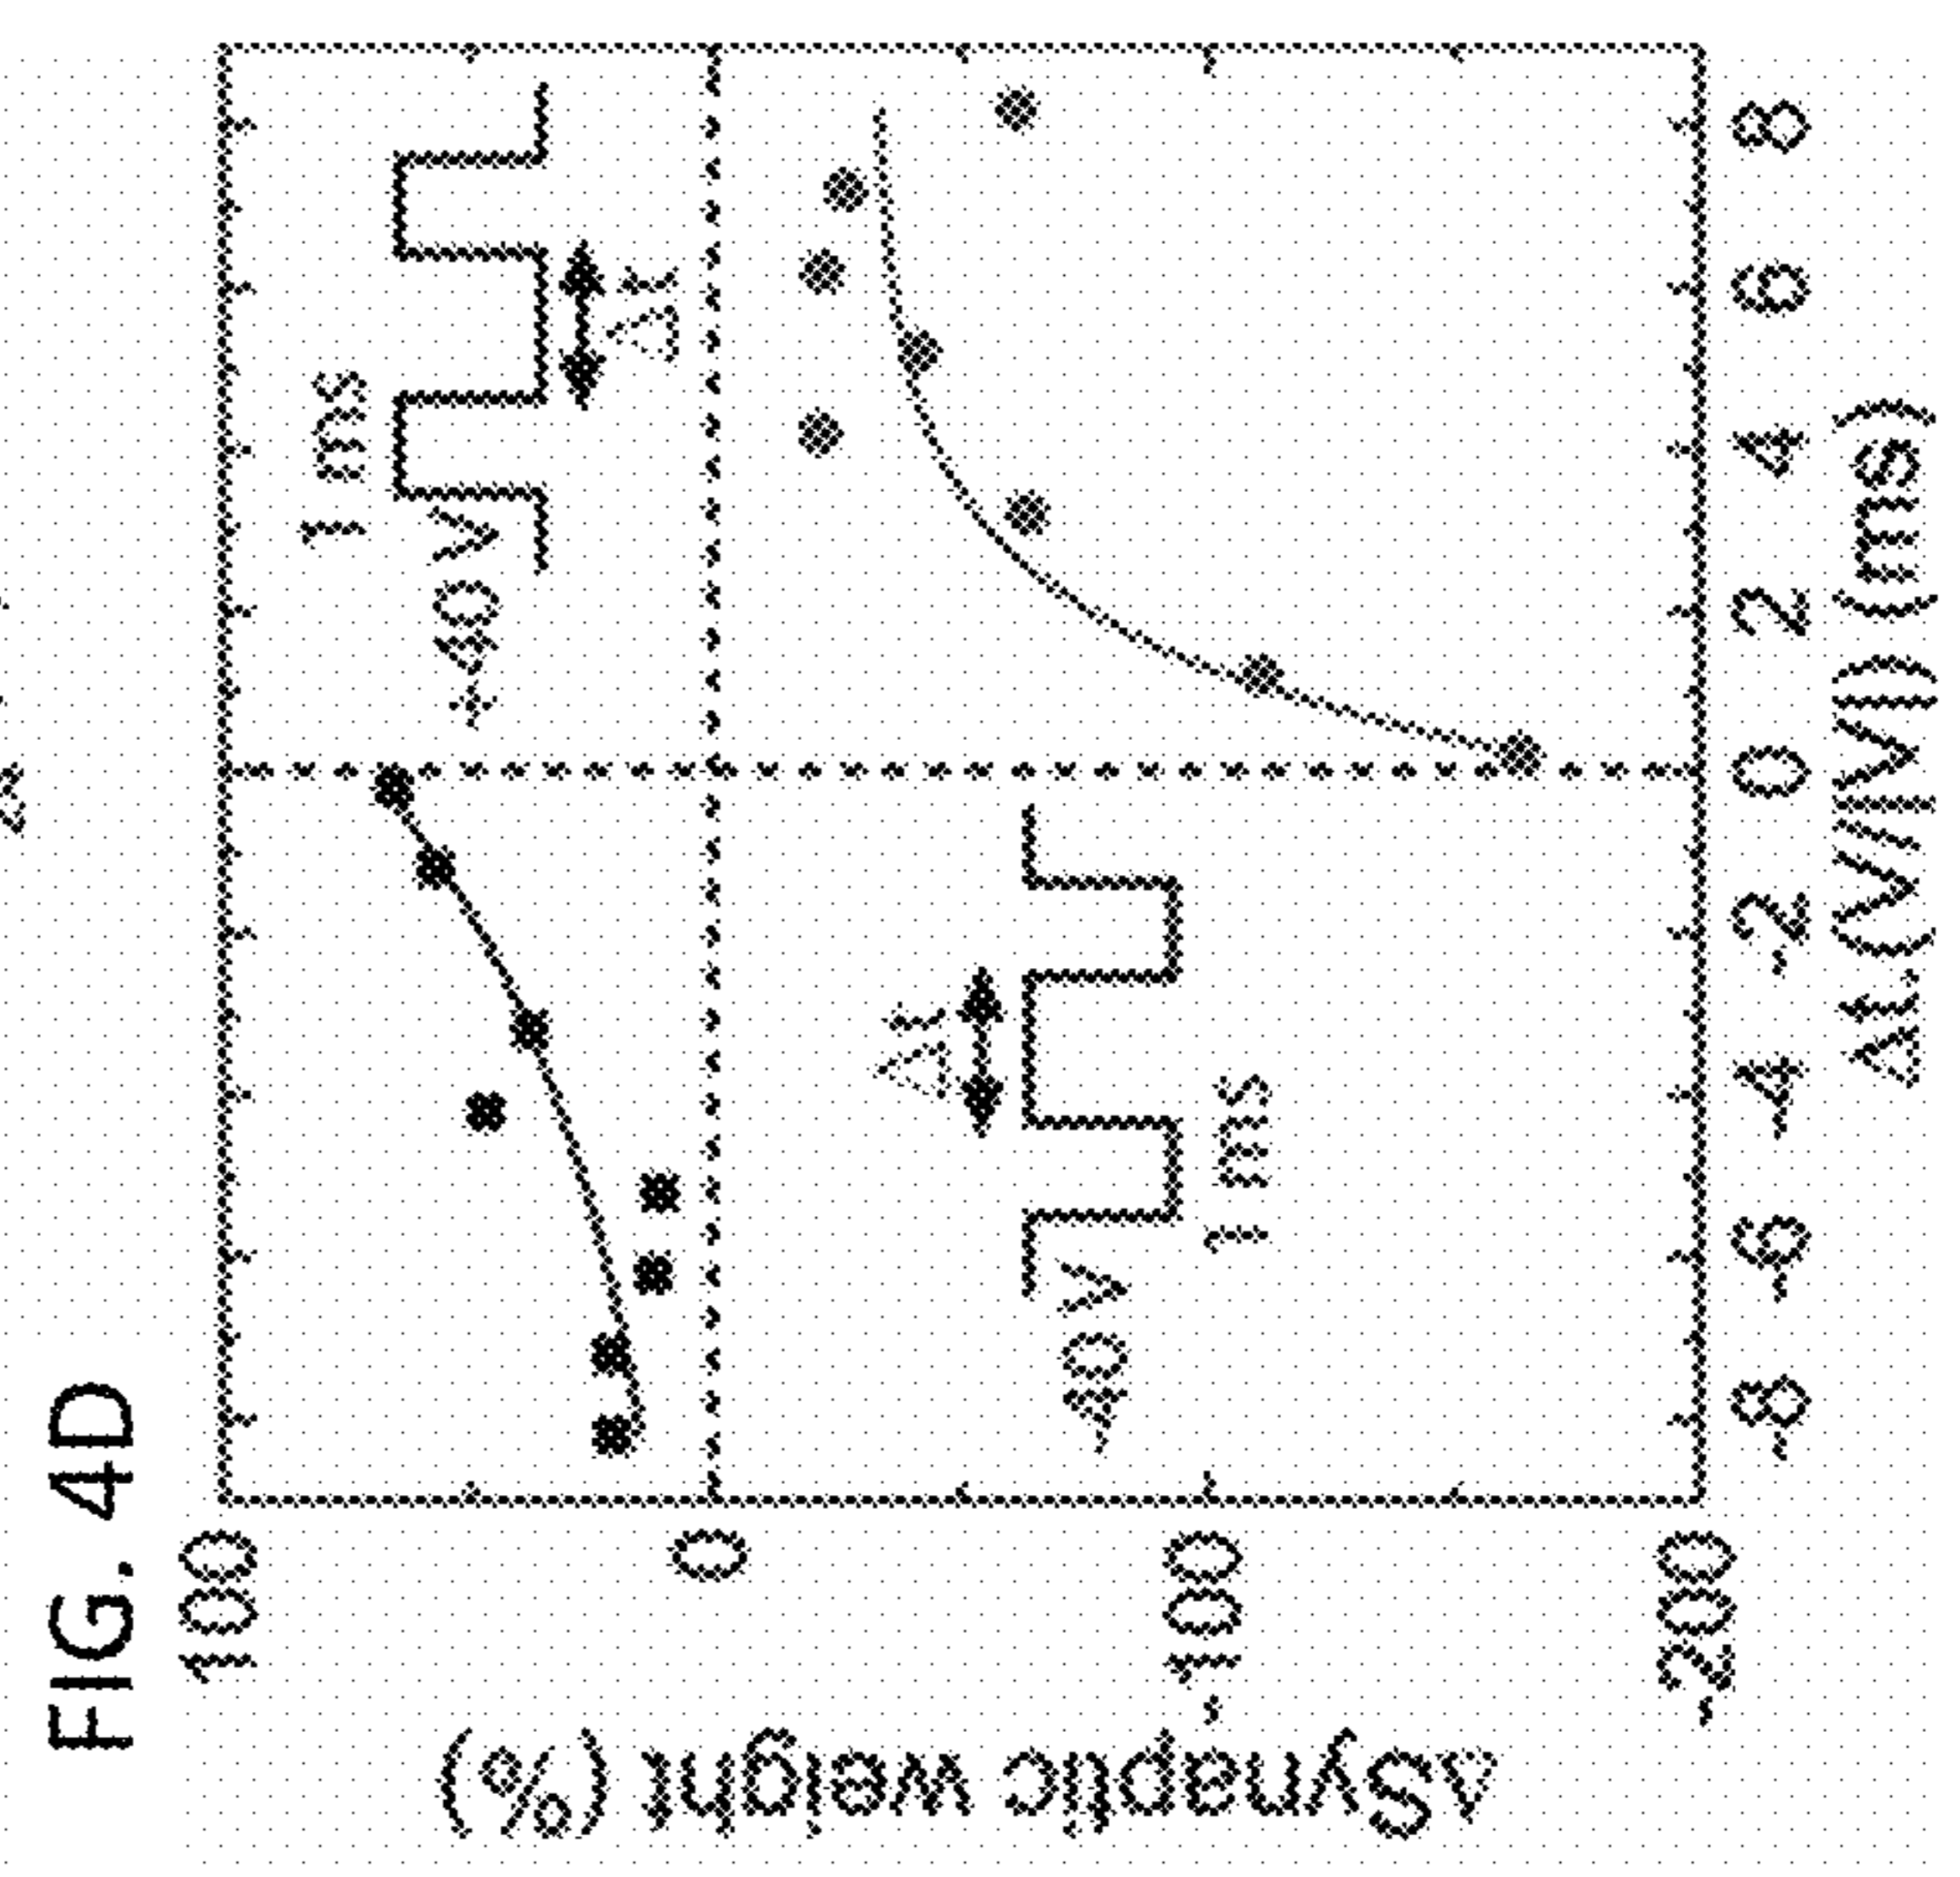 FIG. 4D
ΔSynaptic weight (%)
100
0
-100
-200
1 ms
+40 V
Δt
Δt
-40 V
1 ms
-8 -6 -4 -2 0 2 4 6 8
Δt.(V/|V|) (ms)